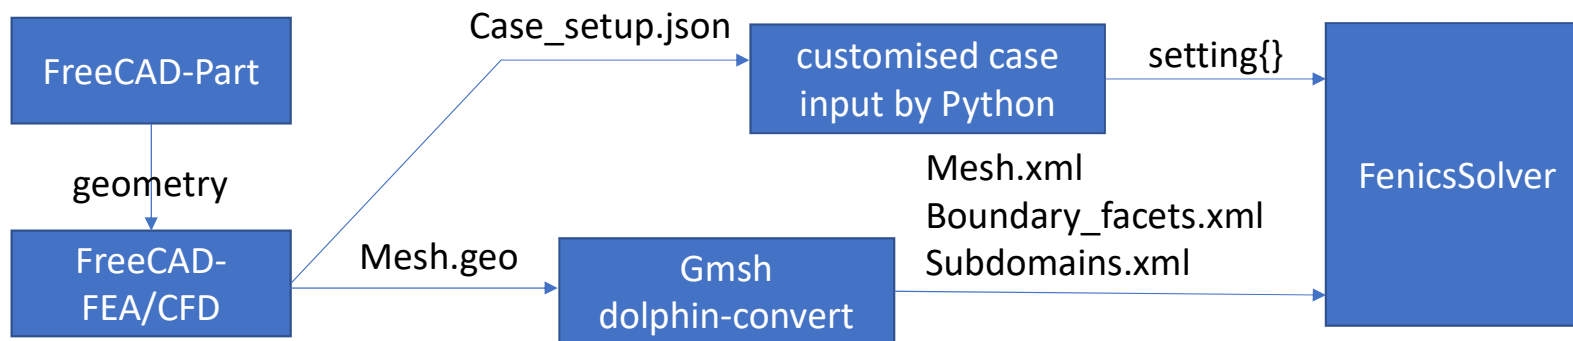 FreeCAD-Part
geometry
FreeCAD-
FEA/CFD
Case_setup.json
Mesh.geo
customised case
input by Python
Gmsh
dolphin-convert
setting{}
Mesh.xml
Boundary_facets.xml
Subdomains.xml
FenicsSolver